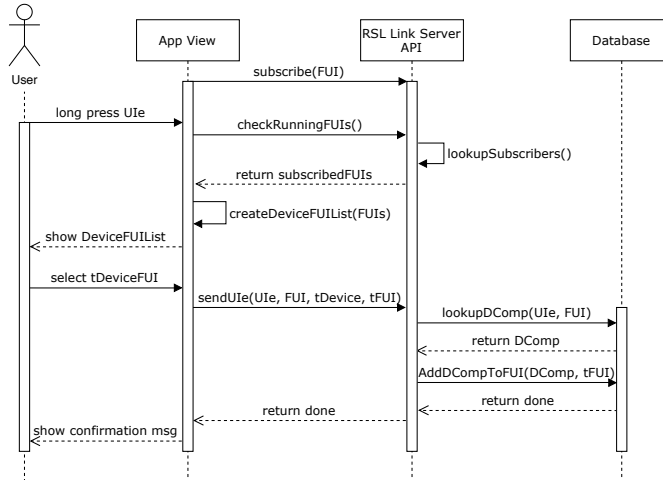 App View
RSL Link Server
API
Database
User
subscribe(FUI)
long press UIe
checkRunningFUIs()
lookupSubscribers()
return subscribedFUIs
createDeviceFUIList(FUIs)
show DeviceFUIList
select tDeviceFUI
sendUIe(UIe, FUI, tDevice, tFUI)
lookupDComp(UIe, FUI)
return DComp
AddDCompToFUI(DComp, tFUI)
return done
return done
show confirmation msg